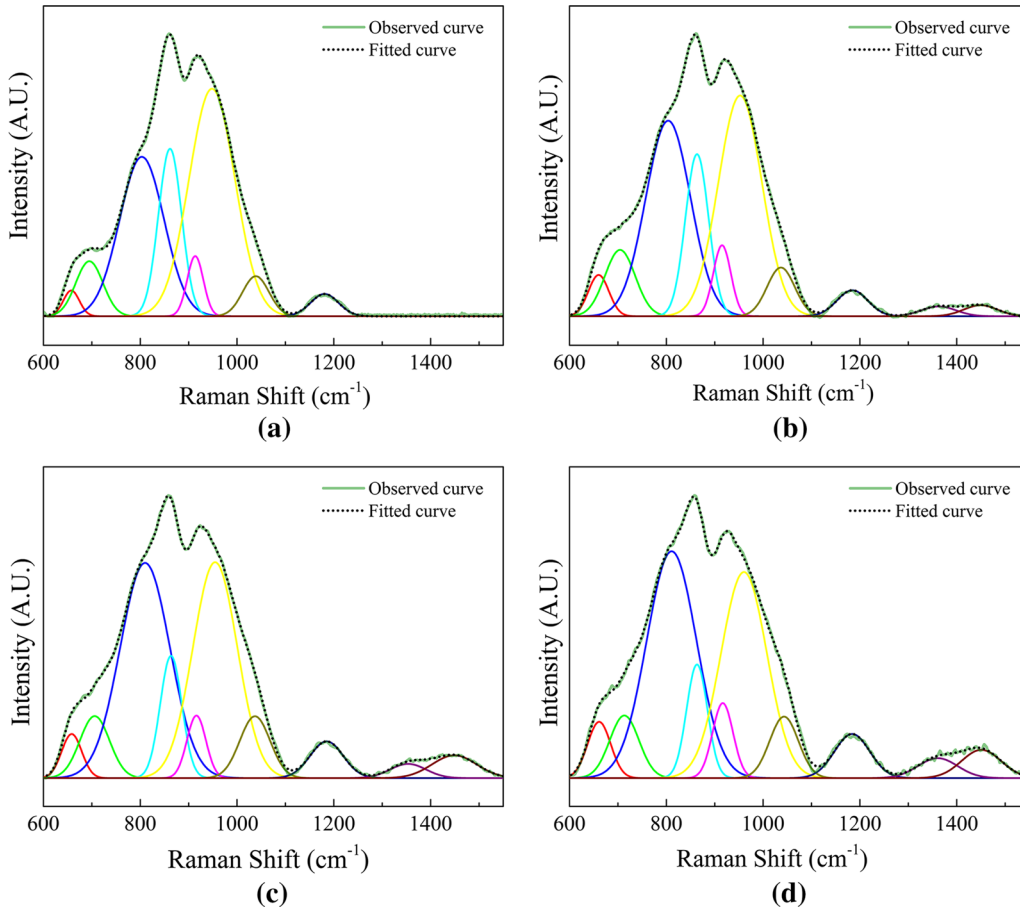 Observed curve
Fitted curve
Intensity (A.U.)
600 800 1000 1200 1400
Raman Shift (cm⁻¹)
(a)
Observed curve
Fitted curve
Intensity (A.U.)
600 800 1000 1200 1400
Raman Shift (cm⁻¹)
(b)
Observed curve
Fitted curve
Intensity (A.U.)
600 800 1000 1200 1400
Raman Shift (cm⁻¹)
(c)
Observed curve
Fitted curve
Intensity (A.U.)
600 800 1000 1200 1400
Raman Shift (cm⁻¹)
(d)